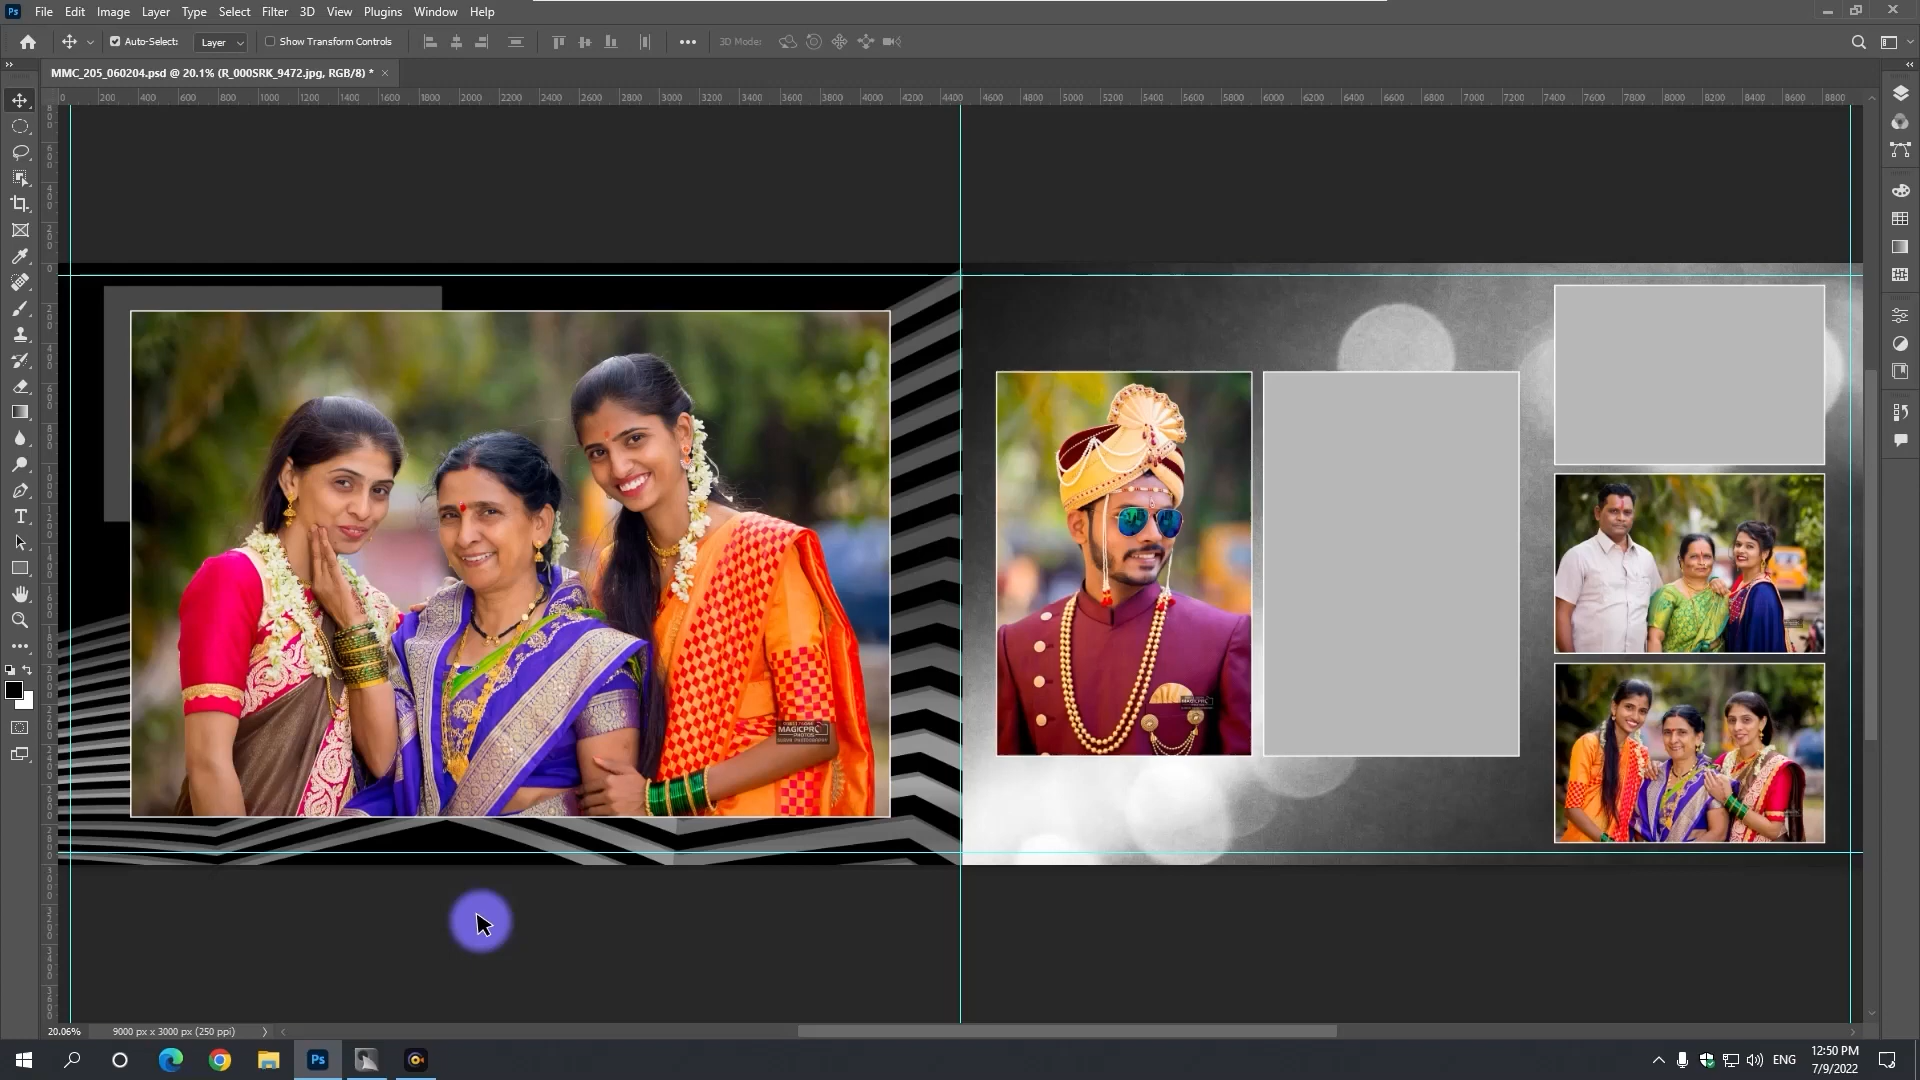 File Edit Image Layer Type Select Filter 3D View Plugins Window Help
Auto-Select: Layer Show Transform Controls 3D Mode:
MMC_205_060204.psd @ 20.1% (R_000SRK_9472.jpg, RGB/8) * ×
0 200 400 600 800 1000 1200 1400 1600 1800 2000 2200 2400 2600 2800 3000 3200 3400 3600 3800 4000 4200 4400 4600 4800 5000 5200 5400 5600 5800 6000 6200 6400 6600 6800 7000 7200 7400 7600 7800 8000 8200 8400 8600 8800
MAGICPRO
PHOTOS
20.06% 9000 px x 3000 px (250 ppi)
Ps
ENG
12:50 PM
7/9/2022